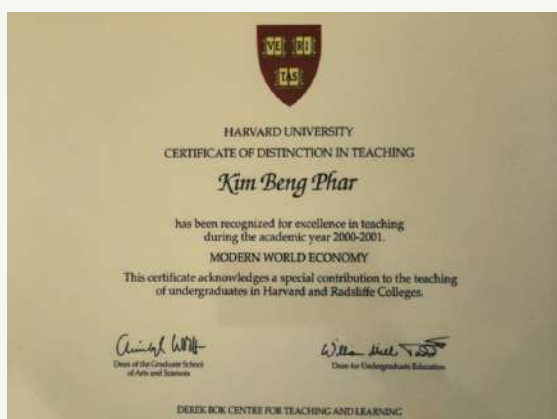 VE RI
TAS
HARVARD UNIVERSITY
CERTIFICATE OF DISTINCTION IN TEACHING
Kim Beng Phar
has been recognized for excellence in teaching
during the academic year 2000-2001.
MODERN WORLD ECONOMY
This certificate acknowledges a special contribution to the teaching
of undergraduates in Harvard and Radsliffe Colleges.
Dean of the Graduate School
of Arts and Sciences
Dean for Undergraduate Education
DEREK BOK CENTRE FOR TEACHING AND LEARNING